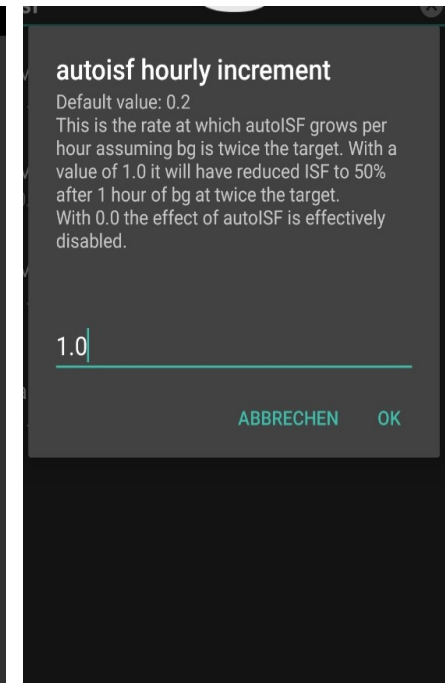 autoisf hourly increment
Default value: 0.2
This is the rate at which autoISF grows per
hour assuming bg is twice the target. With a
value of 1.0 it will have reduced ISF to 50%
after 1 hour of bg at twice the target.
With 0.0 the effect of autoISF is effectively
disabled.
1.0
ABBRECHEN OK